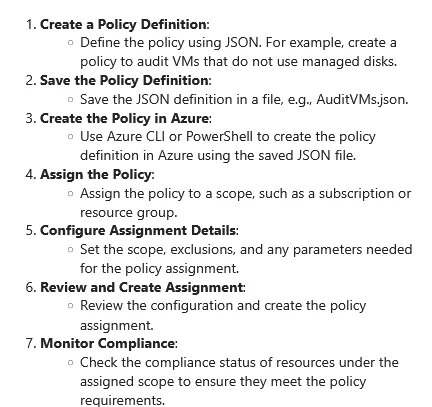 1. Create a Policy Definition:
○ Define the policy using JSON. For example, create a
policy to audit VMs that do not use managed disks.
2. Save the Policy Definition:
○ Save the JSON definition in a file, e.g., AuditVMs.json.
3. Create the Policy in Azure:
○ Use Azure CLI or PowerShell to create the policy
definition in Azure using the saved JSON file.
4. Assign the Policy:
○ Assign the policy to a scope, such as a subscription or
resource group.
5. Configure Assignment Details:
○ Set the scope, exclusions, and any parameters needed
for the policy assignment.
6. Review and Create Assignment:
○ Review the configuration and create the policy
assignment.
7. Monitor Compliance:
○ Check the compliance status of resources under the
assigned scope to ensure they meet the policy
requirements.